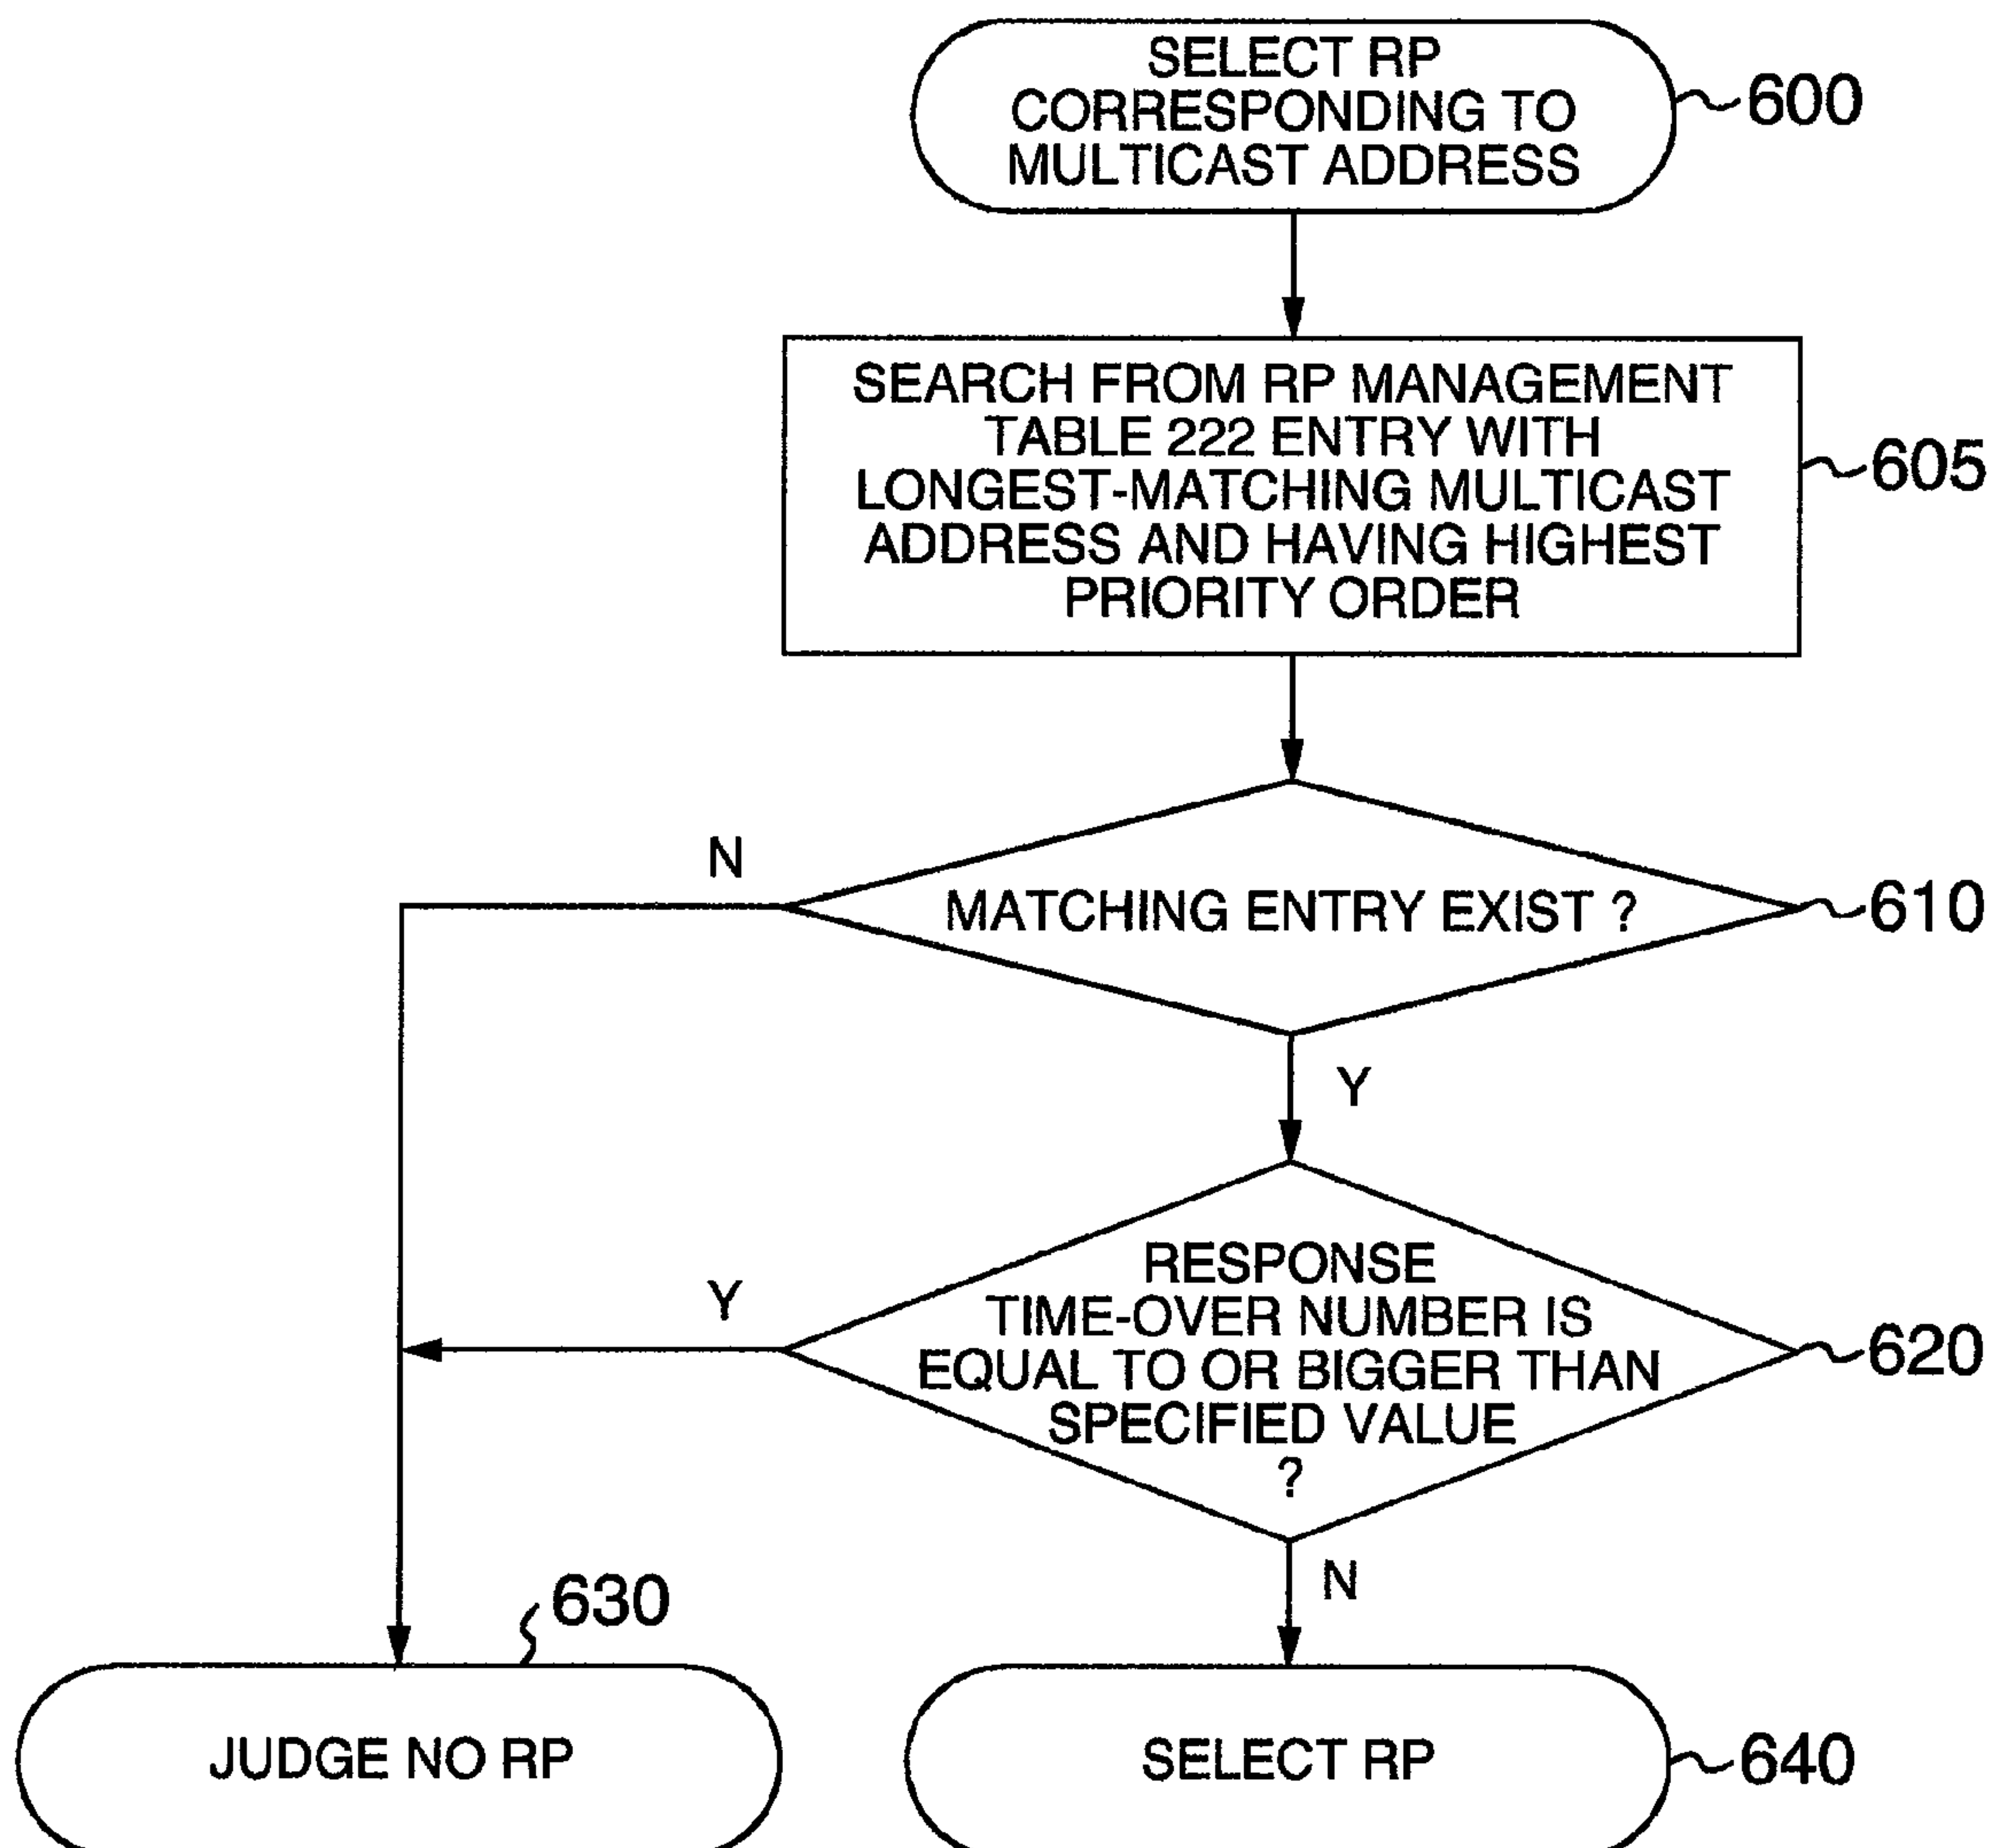 SELECT RP
CORRESPONDING TO
MULTICAST ADDRESS
600
SEARCH FROM RP MANAGEMENT
TABLE 222 ENTRY WITH
LONGEST-MATCHING MULTICAST
ADDRESS AND HAVING HIGHEST
PRIORITY ORDER
605
N
MATCHING ENTRY EXIST ?
610
Y
RESPONSE
TIME-OVER NUMBER IS
EQUAL TO OR BIGGER THAN
SPECIFIED VALUE
?
620
Y
N
630
JUDGE NO RP
SELECT RP
640